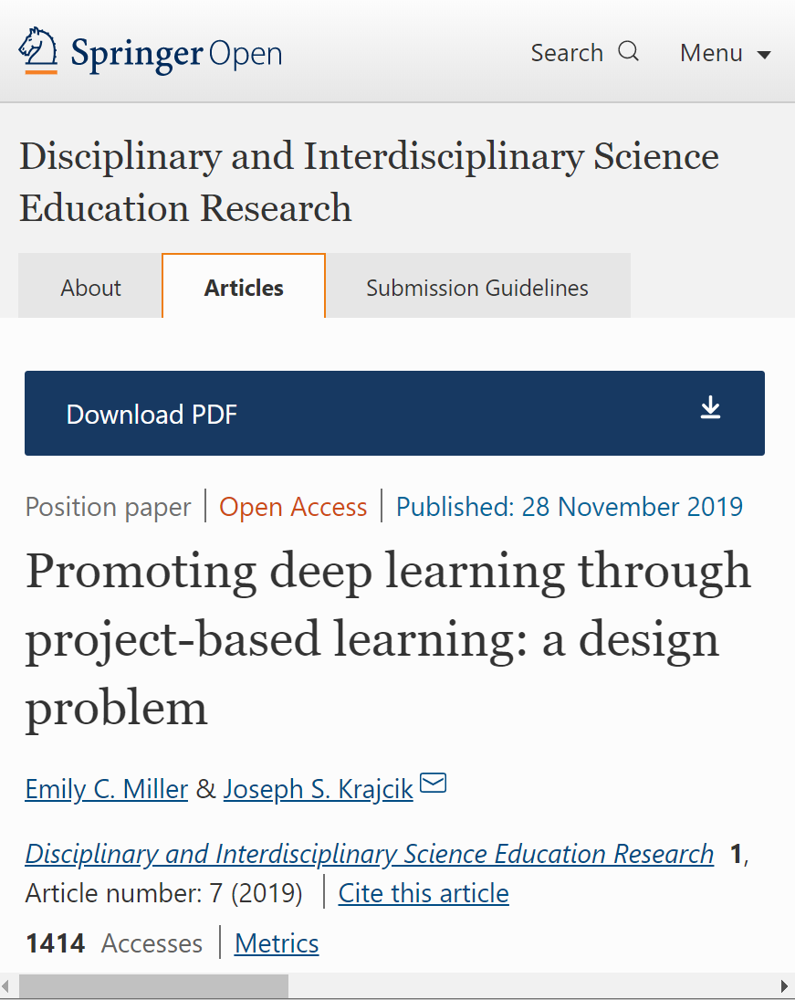 Springer Open
Search
Menu
Disciplinary and Interdisciplinary Science
Education Research
About
Articles
Submission Guidelines
Download PDF
Position paper | Open Access | Published: 28 November 2019
Promoting deep learning through
project-based learning: a design
problem
Emily C. Miller & Joseph S. Krajcik
Disciplinary and Interdisciplinary Science Education Research 1,
Article number: 7 (2019) | Cite this article
1414 Accesses | Metrics